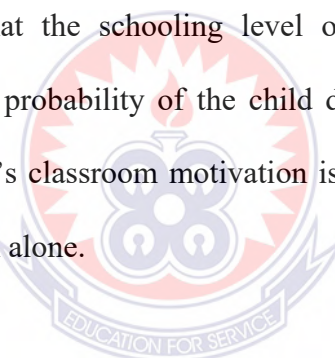 at the schooling level o
probability of the child d
’s classroom motivation is
alone.
EDUCATION FOR SERVICE